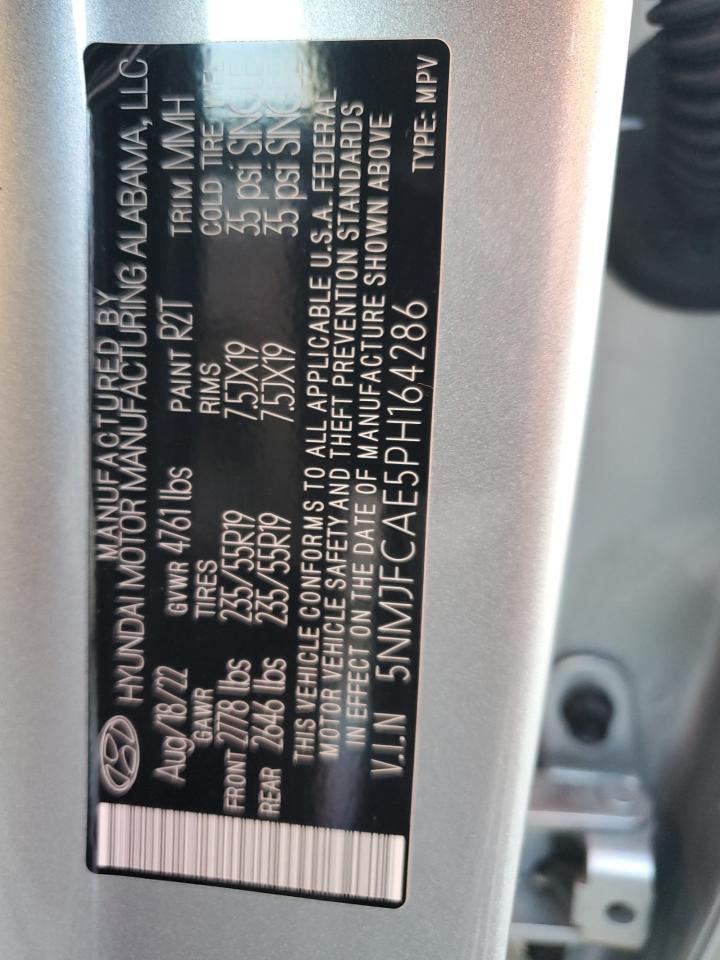 MANUFACTURED BY
HYUNDAI MOTOR MANUFACTURING ALABAMA, LLC
Aug/18/22 GVWR 4761 lbs PAINT R2T TRIM MMH
GAWR TIRES RIMS COLD TIRE
FRONT 2778 lbs 235/55R19 7.5JX19 35 psi SINGLE
REAR 2646 lbs 235/55R19 7.5JX19 35 psi SINGLE
THIS VEHICLE CONFORMS TO ALL APPLICABLE U.S.A. FEDERAL
MOTOR VEHICLE SAFETY AND THEFT PREVENTION STANDARDS
IN EFFECT ON THE DATE OF MANUFACTURE SHOWN ABOVE
V.I.N 5NMJFCAE5PH164286 TYPE: MPV